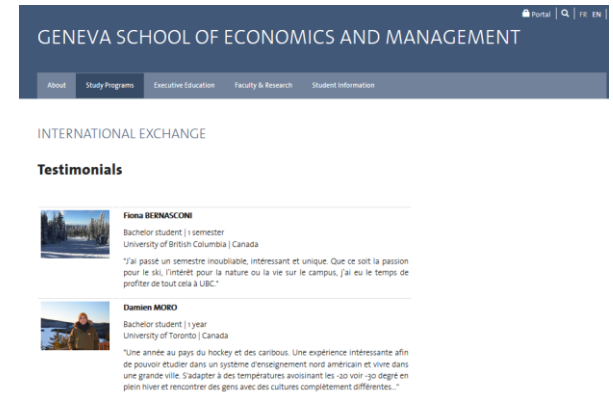 Portal | FR EN
GENEVA SCHOOL OF ECONOMICS AND MANAGEMENT
About Study Programs Executive Education Faculty & Research Student Information
INTERNATIONAL EXCHANGE
Testimonials
Fiona BERNASCONI
Bachelor student | 1 semester
University of British Columbia | Canada
"J'ai passé un semestre inoubliable, intéressant et unique. Que ce soit la passion
pour le ski, l'intérêt pour la nature ou la vie sur le campus, j'ai eu le temps de
profiter de tout cela à UBC."
Damien MORO
Bachelor student | 1 year
University of Toronto | Canada
"Une année au pays du hockey et des caribous. Une expérience intéressante afin
de pouvoir étudier dans un système d'enseignement nord américain et vivre dans
une grande ville. S'adapter à des températures avoisinant les -20 voir -30 degré en
plein hiver et rencontrer des gens avec des cultures complètement différentes..."